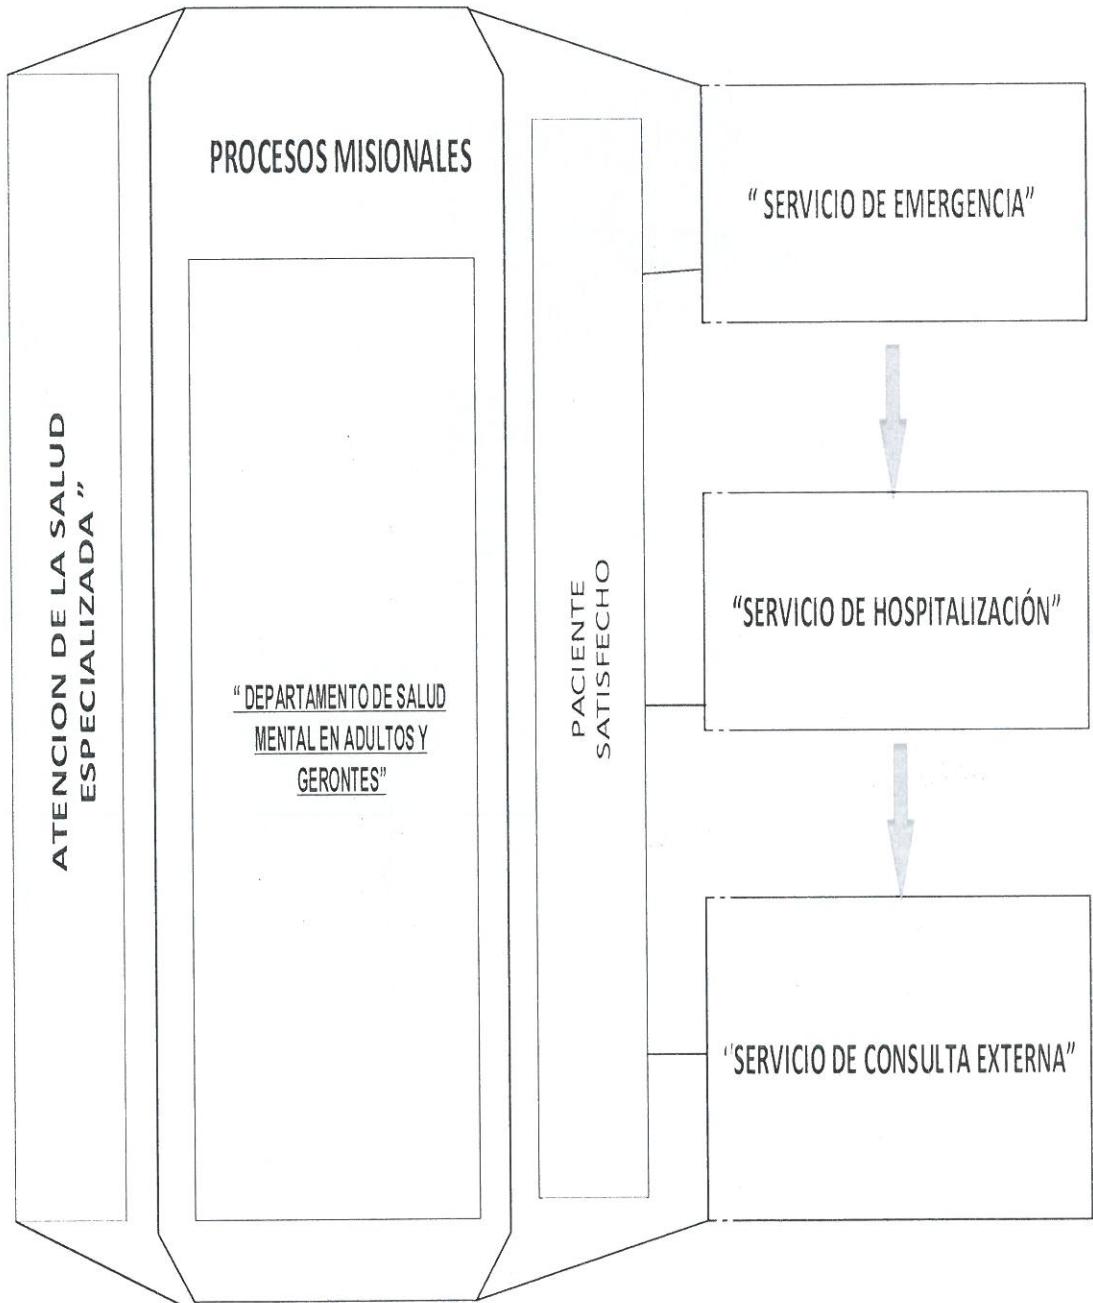 ATENCION DE LA SALUD
ESPECIALIZADA ”
PROCESOS MISIONALES
“ DEPARTAMENTO DE SALUD
MENTAL EN ADULTOS Y
GERONTES”
PACIENTE
SATISFECHO
“ SERVICIO DE EMERGENCIA”
“SERVICIO DE HOSPITALIZACIÓN”
“SERVICIO DE CONSULTA EXTERNA”